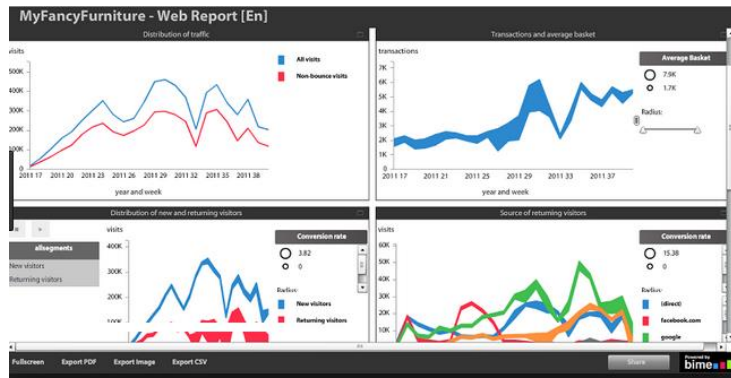 MyFancyFurniture - Web Report [En]
Distribution of traffic
visits
500K
400K
300K
200K
100K
0
2011 17 2011 20 2011 23 2011 26 2011 29 2011 32 2011 35 2011 38
year and week
All visits
Non-bounce visits
Transactions and average basket
transactions
7K
6K
5K
4K
3K
2K
1K
0
2011 17 2011 21 2011 25 2011 29 2011 33 2011 37
year and week
Average Basket
7.9K
1.7K
Radius:
Distribution of new and returning visitors
allsegments
New visitors
Returning visitors
visits
400K
300K
200K
100K
Conversion rate
3.82
0
Radius:
New visitors
Returning visitors
Source of returning visitors
visits
60K
50K
40K
30K
20K
10K
Conversion rate
15.38
0
Radius:
(direct)
facebook.com
google
Fullscreen Export PDF Export Image Export CSV
Share
Powered by
bime